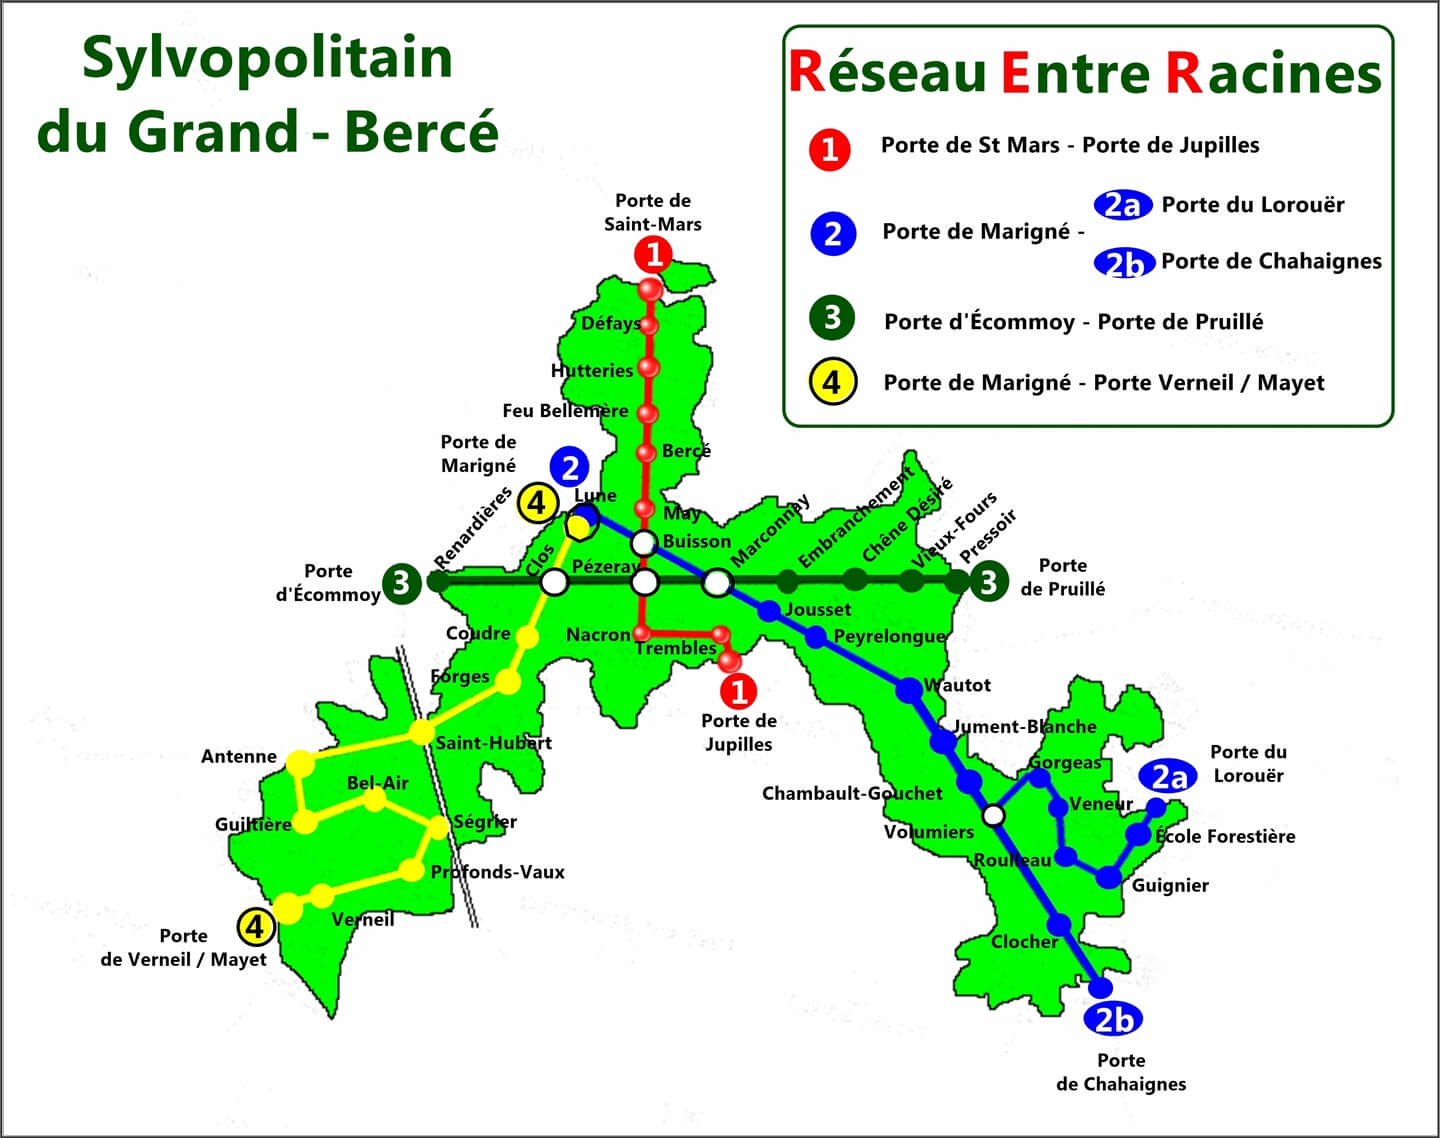 Sylvopolitain
du Grand - Bercé
Réseau Entre Racines
1 Porte de St Mars - Porte de Jupilles
2 Porte de Marigné -
2a Porte du Lorouër
2b Porte de Chahaignes
3 Porte d'Écommoy - Porte de Pruillé
4 Porte de Marigné - Porte Verneil / Mayet
Porte de
Saint-Mars
1
Défays
Hutteries
Feu Bellemère
Bercé
Porte de
Marigné
2
4
Lune
May
Buisson
Renardières
Clos
Pézeray
Marconnay
Embranchement
Chêne Désiré
Vieux-Fours
Pressoir
Porte
d'Écommoy
3
3
Porte
de Pruillé
Jousset
Coudre
Nacron
Trembles
Peyrelongue
1
Porte de
Jupilles
Forges
Wautot
Saint-Hubert
Jument-Blanche
Antenne
Bel-Air
Gorgeas
Porte du
Lorouër
2a
Chambault-Gouchet
Veneur
Guiltière
Ségrier
Volumiers
École Forestière
Roulleau
Profonds-Vaux
Guignier
Verneil
4
Porte
de Verneil / Mayet
Clocher
2b
Porte
de Chahaignes